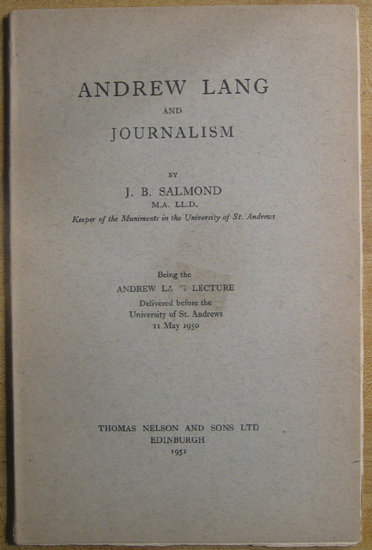 ANDREW LANG
AND
JOURNALISM
BY
J. B. SALMOND
M.A. LL.D.
Keeper of the Muniments in the University of St. Andrews
Being the
ANDREW LANG LECTURE
Delivered before the
University of St. Andrews
11 May 1950
THOMAS NELSON AND SONS LTD
EDINBURGH
1951